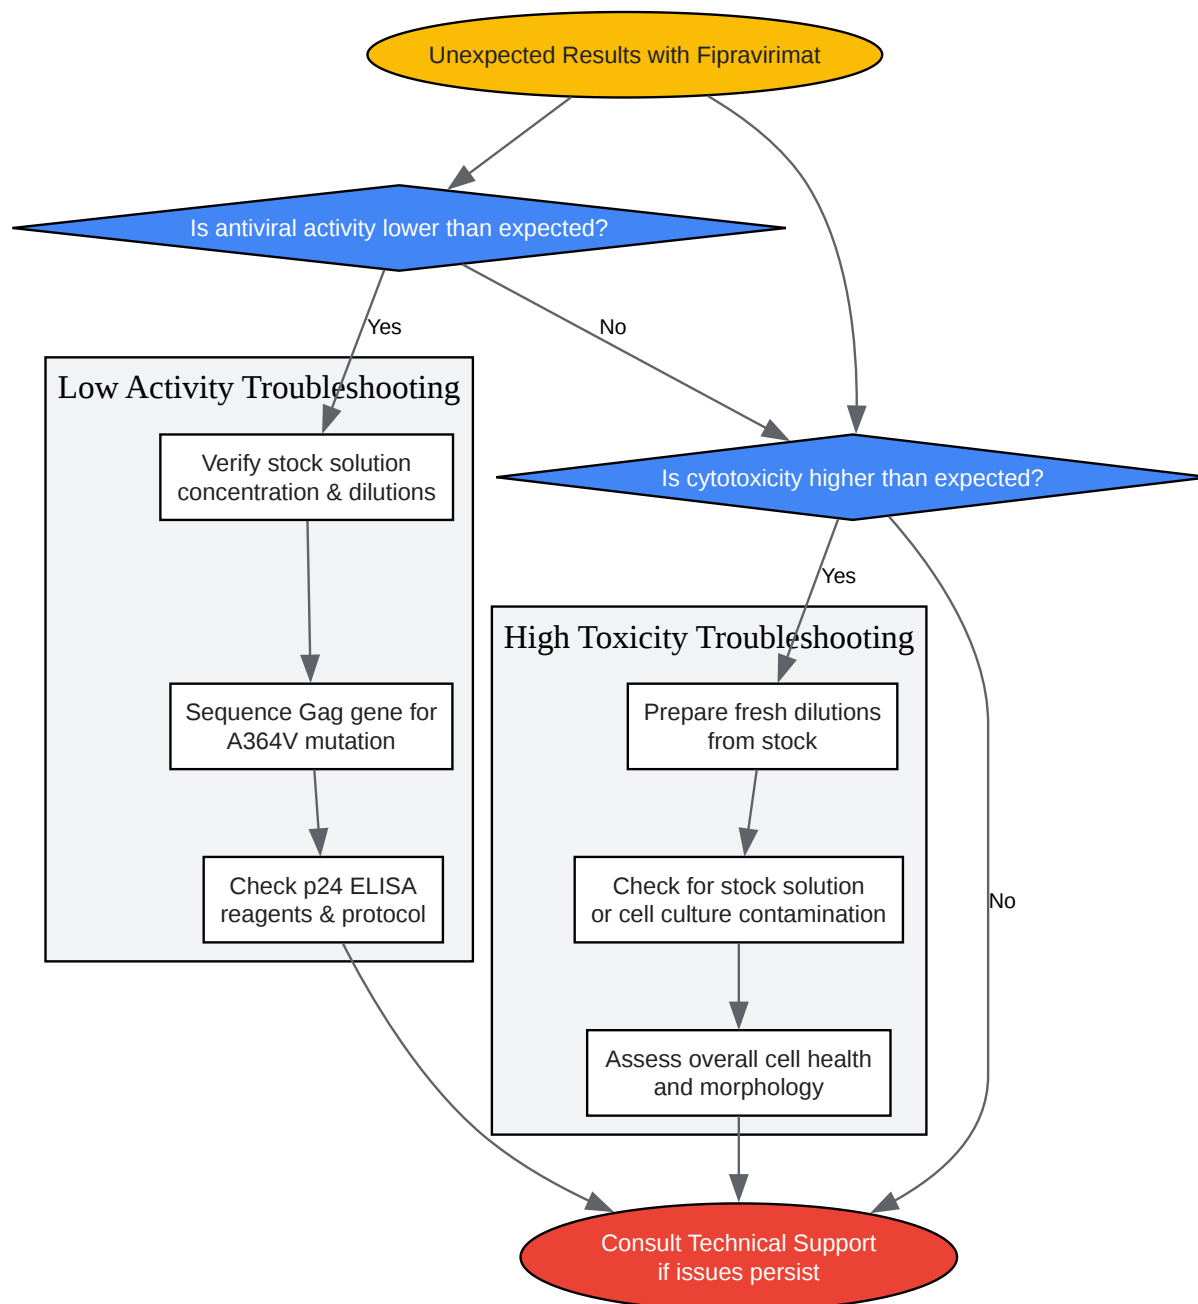 Unexpected Results with Fipravirimat
Is antiviral activity lower than expected?
Yes
No
Low Activity Troubleshooting
Verify stock solution
concentration & dilutions
Is cytotoxicity higher than expected?
Yes
High Toxicity Troubleshooting
Sequence Gag gene for
A364V mutation
Prepare fresh dilutions
from stock
Check p24 ELISA
reagents & protocol
Check for stock solution
or cell culture contamination
No
Assess overall cell health
and morphology
Consult Technical Support
if issues persist